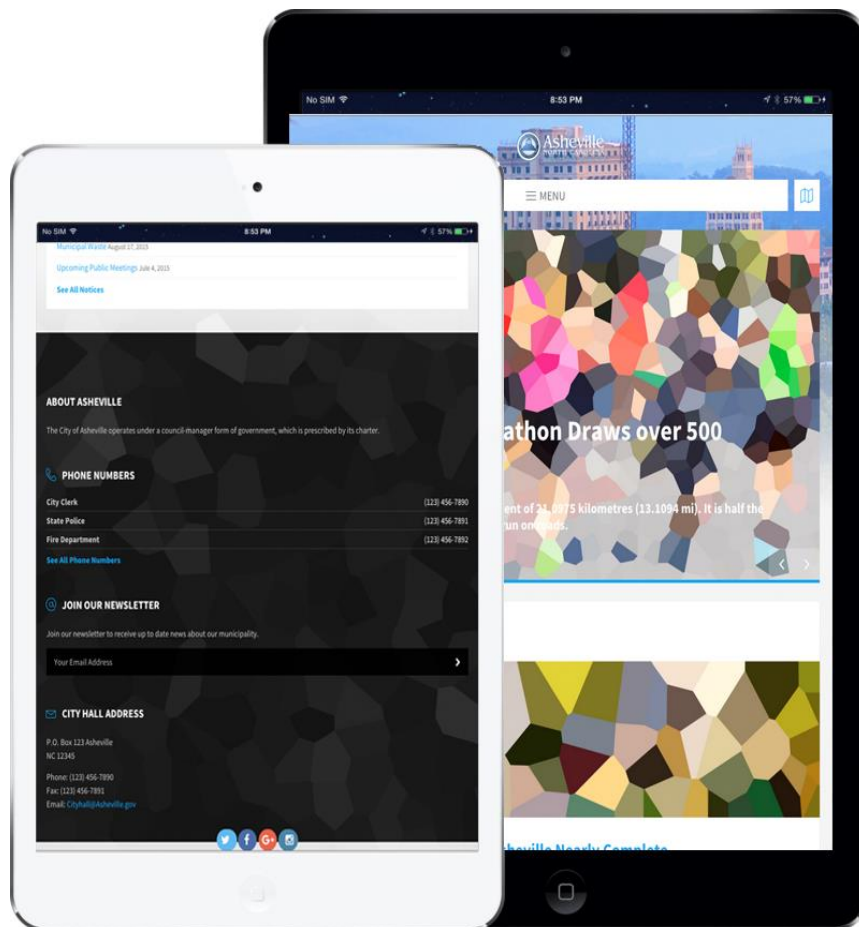 No SIM 8:53 PM 57%
Municipal Waste August 17, 2015
Upcoming Public Meetings Jule 4, 2015
See All Notices
ABOUT ASHEVILLE
The City of Asheville operates under a council-manager form of government, which is prescribed by its charter.
PHONE NUMBERS
City Clerk (123) 456-7890
State Police (123) 456-7891
Fire Department (123) 456-7892
See All Phone Numbers
JOIN OUR NEWSLETTER
Join our newsletter to receive up to date news about our municipality.
Your Email Address
CITY HALL ADDRESS
P.O. Box 123 Asheville
NC 12345
Phone: (123) 456-7890
Fax: (123) 456-7891
Email: Cityhall@Asheville.gov
No SIM 8:53 PM 57%
Asheville
NORTH CAROLINA
MENU
athon Draws over 500
ent of 21.0975 kilometres (13.1094 mi). It is half the
run on roads.
sheville Nearly Complete